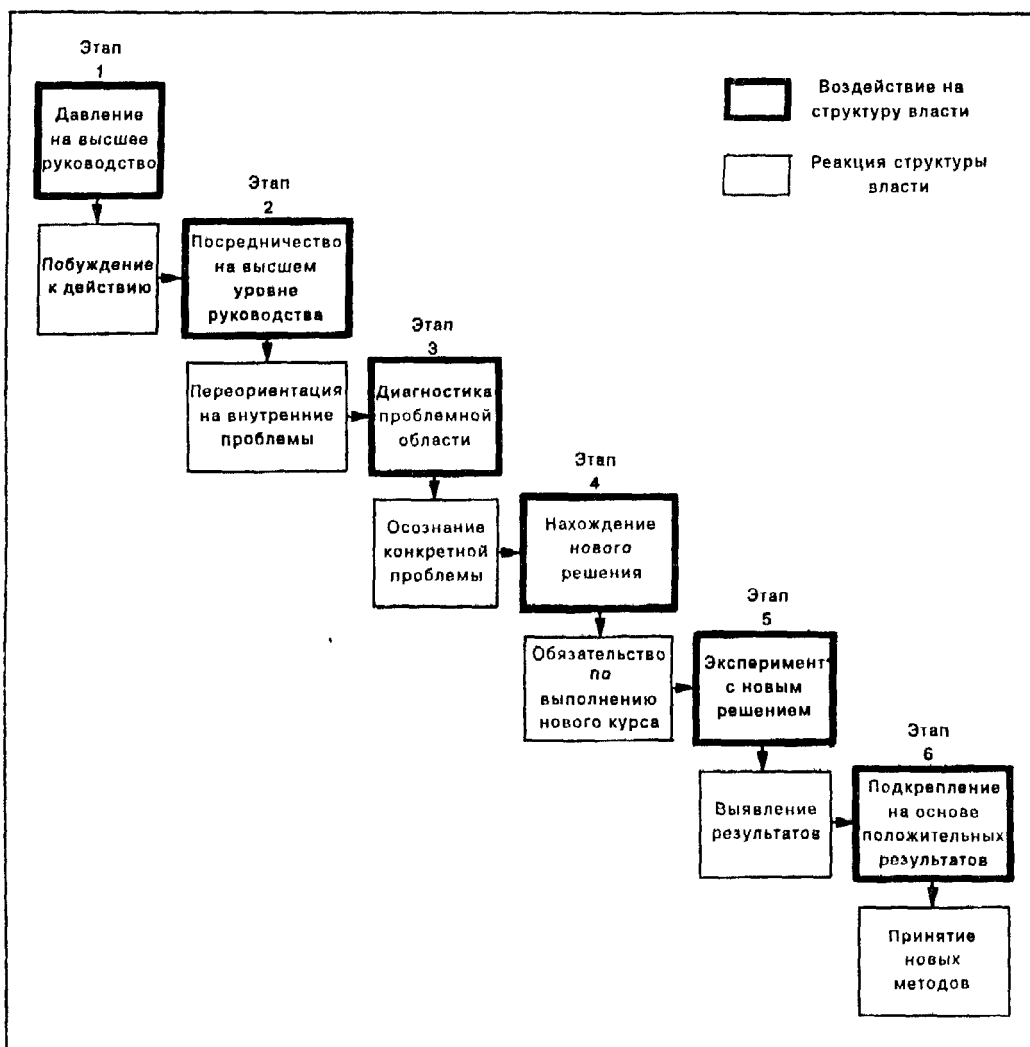 Этап
1
Давление
на высшее
руководство
Воздействие на
структуру власти
Реакция структуры
власти
Побуждение
к действию
Этап
2
Посредничество
на высшем
уровне
руководства
Переориентация
на внутренние
проблемы
Этап
3
Диагностика
проблемной
области
Осознание
конкретной
проблемы
Этап
4
Нахождение
нового
решения
Обязательство
по
выполнению
нового курса
Этап
5
Эксперимент
с новым
решением
Выявление
результатов
Этап
6
Подкрепление
на основе
положительных
результатов
Принятие
новых
методов